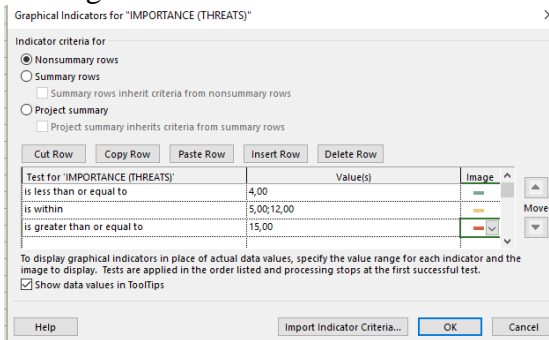 Graphical Indicators for "IMPORTANCE (THREATS)"
Indicator criteria for
Nonsummary rows
Summary rows
Summary rows inherit criteria from nonsummary rows
Project summary
Project summary inherits criteria from summary rows
Cut Row Copy Row Paste Row Insert Row Delete Row
Test for 'IMPORTANCE (THREATS)' Value(s) Image
is less than or equal to 4,00
is within 5,00;12,00 Move
is greater than or equal to 15,00
To display graphical indicators in place of actual data values, specify the value range for each indicator and the
image to display. Tests are applied in the order listed and processing stops at the first successful test.
Show data values in ToolTips
Help Import Indicator Criteria... OK Cancel